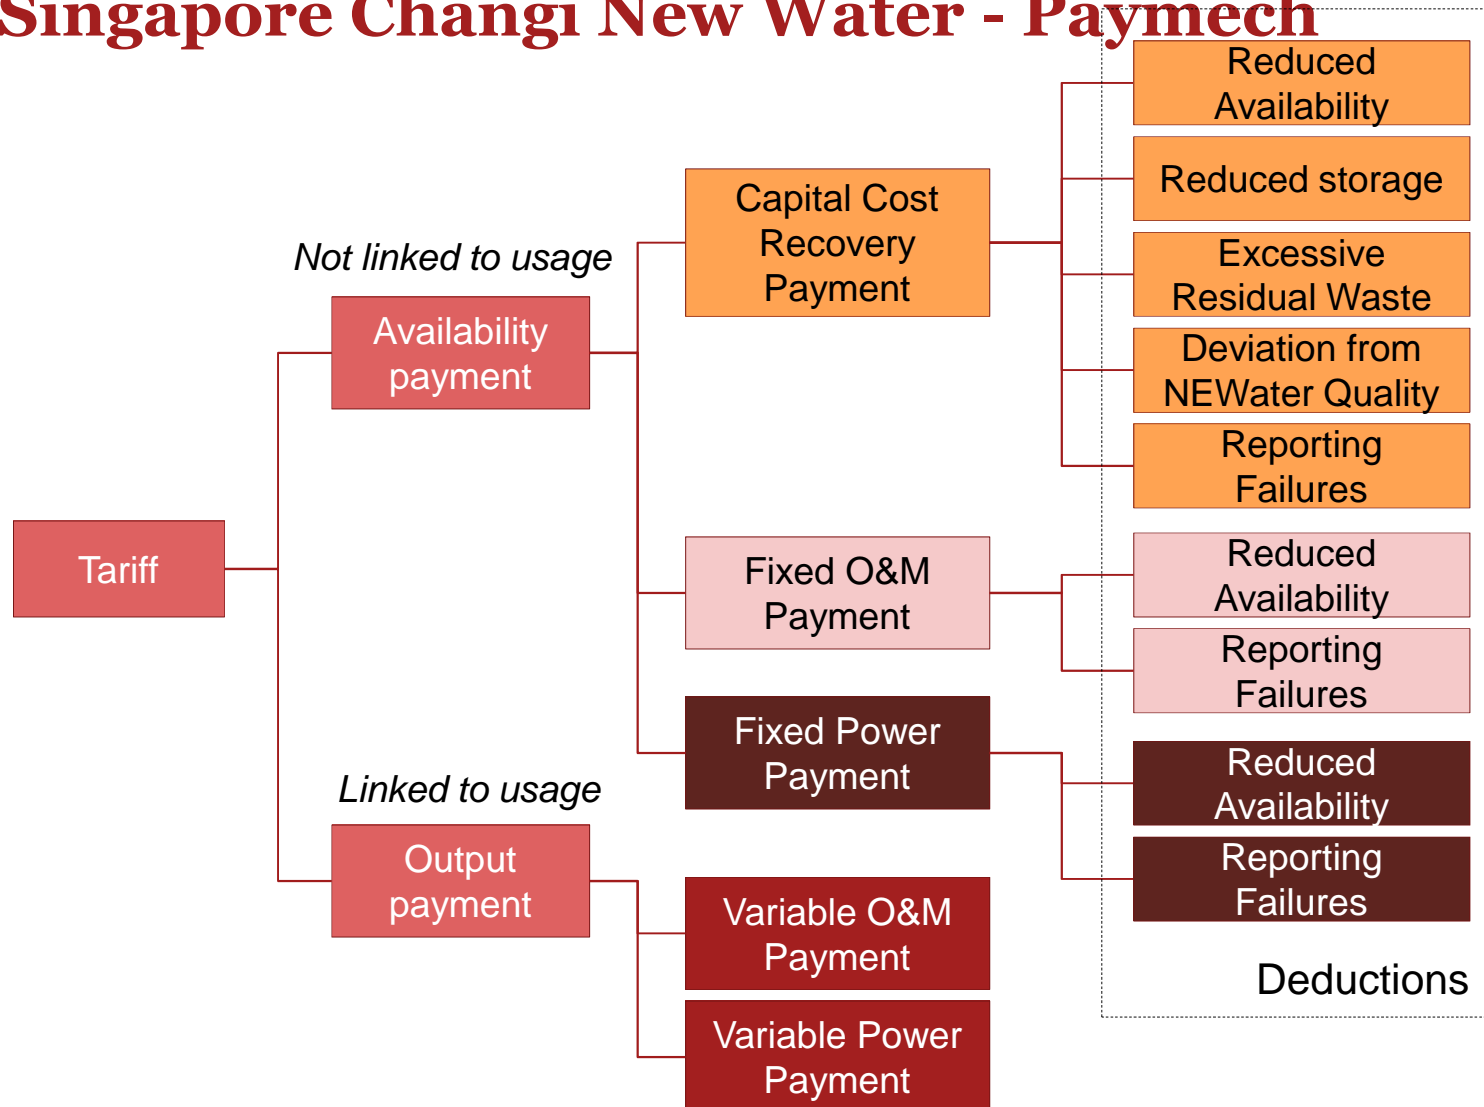 Singapore Changi New Water - Paymech
Reduced
Availability
Reduced storage
Excessive
Residual Waste
Deviation from
NEWater Quality
Reporting
Failures
Capital Cost
Recovery
Payment
Not linked to usage
Availability
payment
Tariff
Fixed O&M
Payment
Reduced
Availability
Reporting
Failures
Fixed Power
Payment
Reduced
Availability
Reporting
Failures
Linked to usage
Output
payment
Variable O&M
Payment
Variable Power
Payment
Deductions